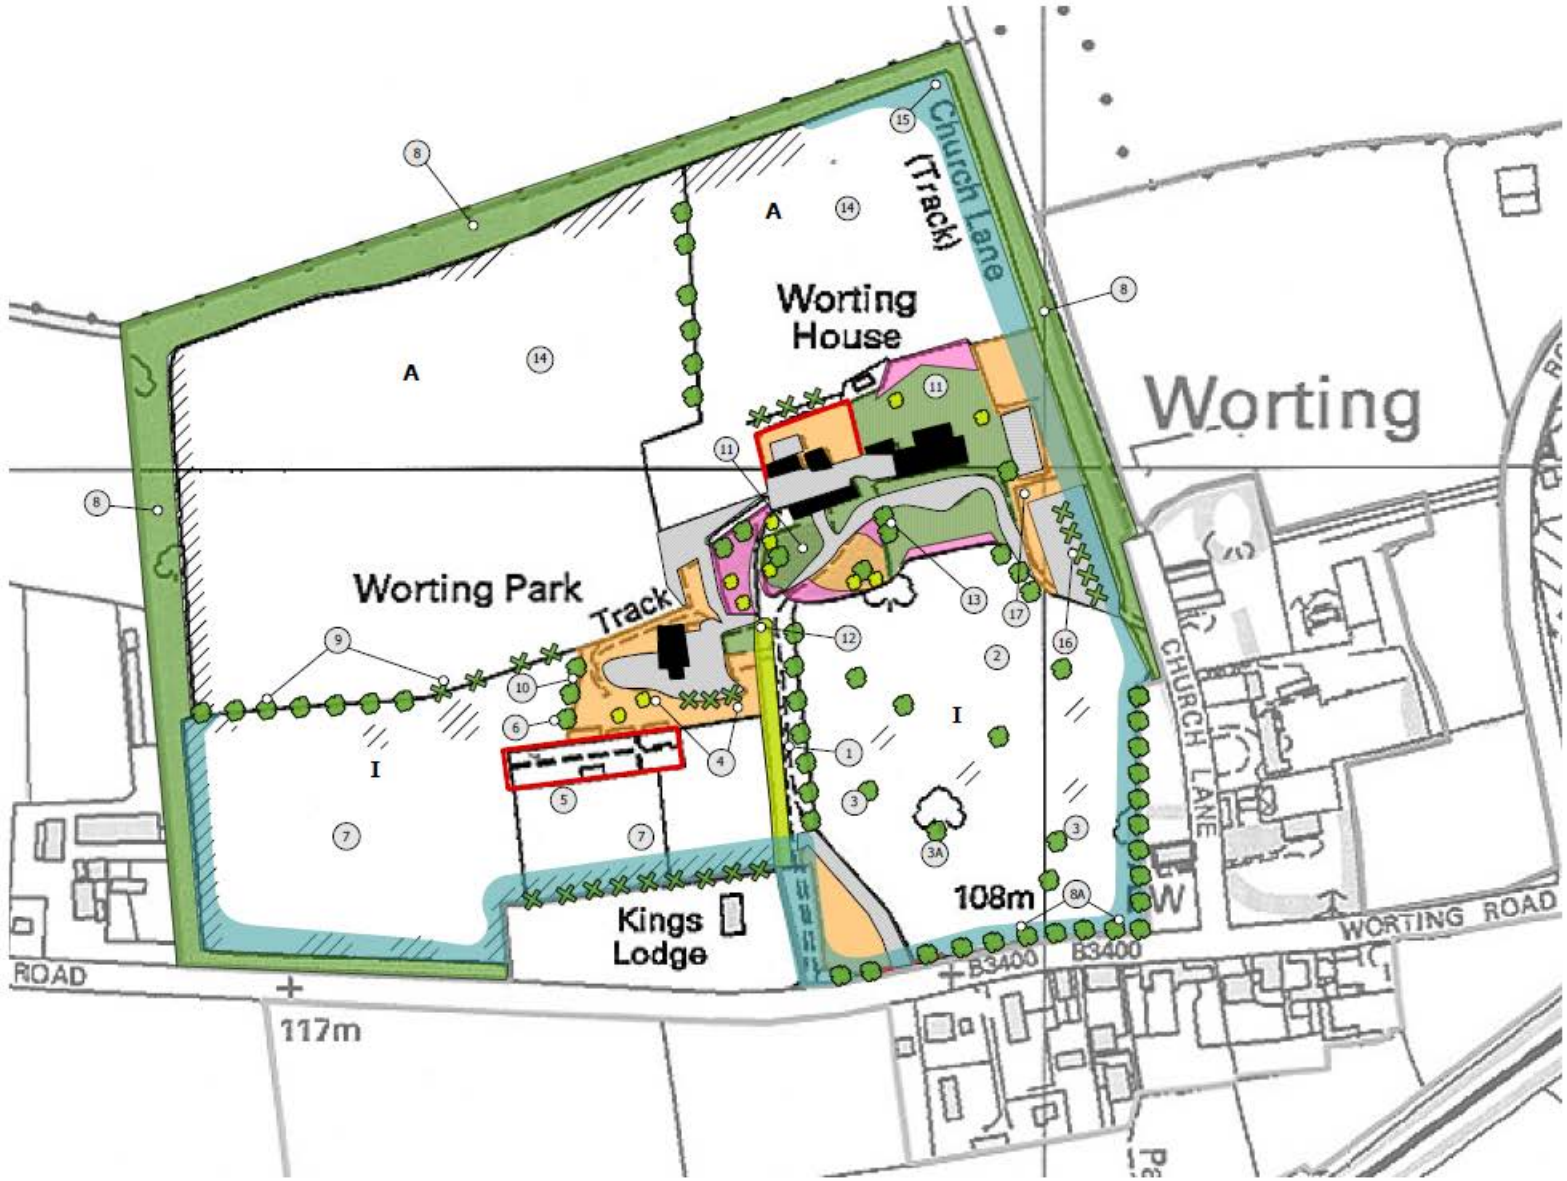 8
15
Church Lane
(Track)
A
14
Worting
House
8
A
14
11
Worting
11
8
Worting Park
Track
13
17
16
9
12
2
CHURCH LANE
10
6
I
I
4
1
5
3
3
7
7
3A
108m
8A
W
Kings
Lodge
WORTING ROAD
B3400
B3400
ROAD
117m